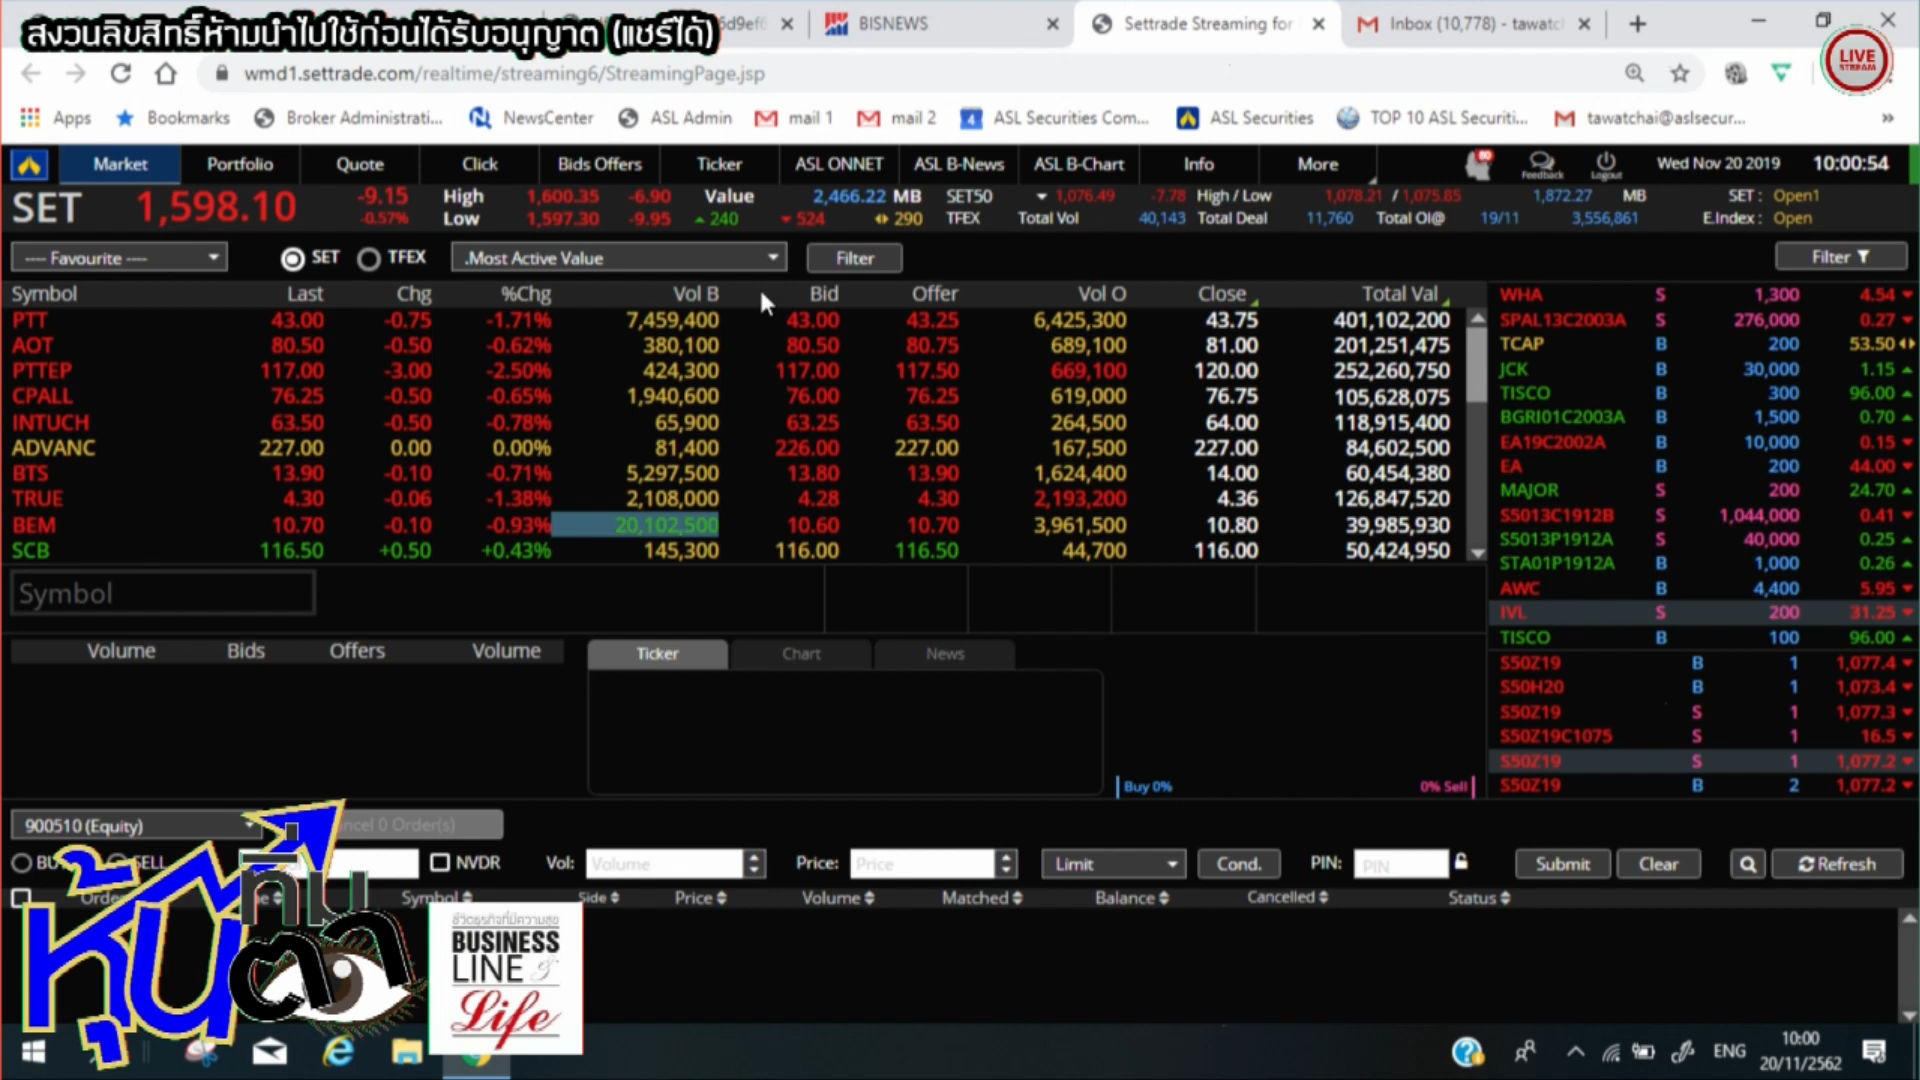 สงวนลิขสิทธิ์ห้ามนำไปใช้ก่อนได้รับอนุญาต (แชร์ได้)
BISNEWS
Settrade Streaming for
Inbox (10,778) - tawatc
LIVE
STREAM
wmd1.settrade.com/realtime/streaming6/StreamingPage.jsp
Apps Bookmarks Broker Administrati... NewsCenter ASL Admin mail 1 mail 2 ASL Securities Com... ASL Securities TOP 10 ASL Securiti... tawatchai@aslsecur... »
Market Portfolio Quote Click Bids Offers Ticker ASL ONNET ASL B-News ASL B-Chart Info More Feedback Logout Wed Nov 20 2019 10:00:54
SET 1,598.10 -9.15 High 1,600.35 -6.90 Value 2,466.22 MB SET50 1,076.49 -7.78 High / Low 1,078.21 / 1,075.85 1,872.27 MB SET : Open1
-0.57% Low 1,597.30 -9.95 240 524 290 TFEX Total Vol 40,143 Total Deal 11,760 Total OI@ 19/11 3,556,861 E.Index : Open
---- Favourite ---- SET TFEX .Most Active Value Filter Filter
Symbol Last Chg %Chg Vol B Bid Offer Vol O Close Total Val
PTT 43.00 -0.75 -1.71% 7,459,400 43.00 43.25 6,425,300 43.75 401,102,200
AOT 80.50 -0.50 -0.62% 380,100 80.50 80.75 689,100 81.00 201,251,475
PTTEP 117.00 -3.00 -2.50% 424,300 117.00 117.50 669,100 120.00 252,260,750
CPALL 76.25 -0.50 -0.65% 1,940,600 76.00 76.25 619,000 76.75 105,628,075
INTUCH 63.50 -0.50 -0.78% 65,900 63.25 63.50 264,500 64.00 118,915,400
ADVANC 227.00 0.00 0.00% 81,400 226.00 227.00 167,500 227.00 84,602,500
BTS 13.90 -0.10 -0.71% 5,297,500 13.80 13.90 1,624,400 14.00 60,454,380
TRUE 4.30 -0.06 -1.38% 2,108,000 4.28 4.30 2,193,200 4.36 126,847,520
BEM 10.70 -0.10 -0.93% 20,102,500 10.60 10.70 3,961,500 10.80 39,985,930
SCB 116.50 +0.50 +0.43% 145,300 116.00 116.50 44,700 116.00 50,424,950
WHA S 1,300 4.54
SPAL13C2003A S 276,000 0.27
TCAP B 200 53.50
JCK B 30,000 1.15
TISCO B 300 96.00
BGRI01C2003A B 1,500 0.70
EA19C2002A B 10,000 0.15
EA B 200 44.00
MAJOR S 200 24.70
S5013C1912B S 1,044,000 0.41
S5013P1912A S 40,000 0.25
STA01P1912A B 1,000 0.26
AWC B 4,400 5.95
IVL S 200 31.25
TISCO B 100 96.00
S50Z19 B 1 1,077.4
S50H20 B 1 1,073.4
S50Z19 S 1 1,077.3
S50Z19C1075 S 1 16.5
S50Z19 S 1 1,077.2
S50Z19 B 2 1,077.2
Symbol
Volume Bids Offers Volume
Ticker Chart News
Buy 0% 0% Sell
900510 (Equity) ncel 0 Order(s)
SELL NVDR Vol: Volume Price: Price Limit Cond. PIN: PIN Submit Clear Refresh
Symbol Side Price Volume Matched Balance Cancelled Status
หุ้นทันตา
ชีวิตธุรกิจที่มีความสุข
BUSINESS
LINE &
Life
ENG
10:00
20/11/2562